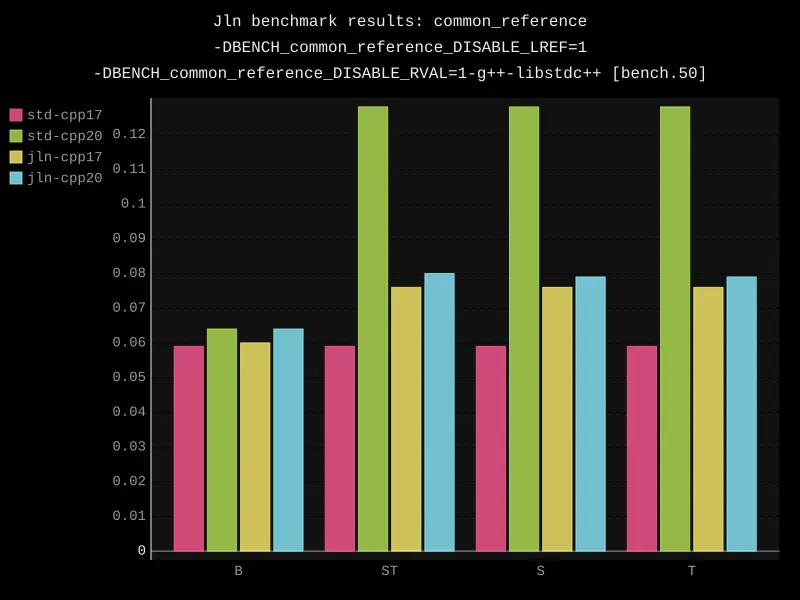 Jln benchmark results: common_reference
-DBENCH_common_reference_DISABLE_LREF=1
-DBENCH_common_reference_DISABLE_RVAL=1-g++-libstdc++ [bench.50]
std-cpp17
std-cpp20
jln-cpp17
jln-cpp20
0.12
0.11
0.1
0.09
0.08
0.07
0.06
0.05
0.04
0.03
0.02
0.01
0
B ST S T